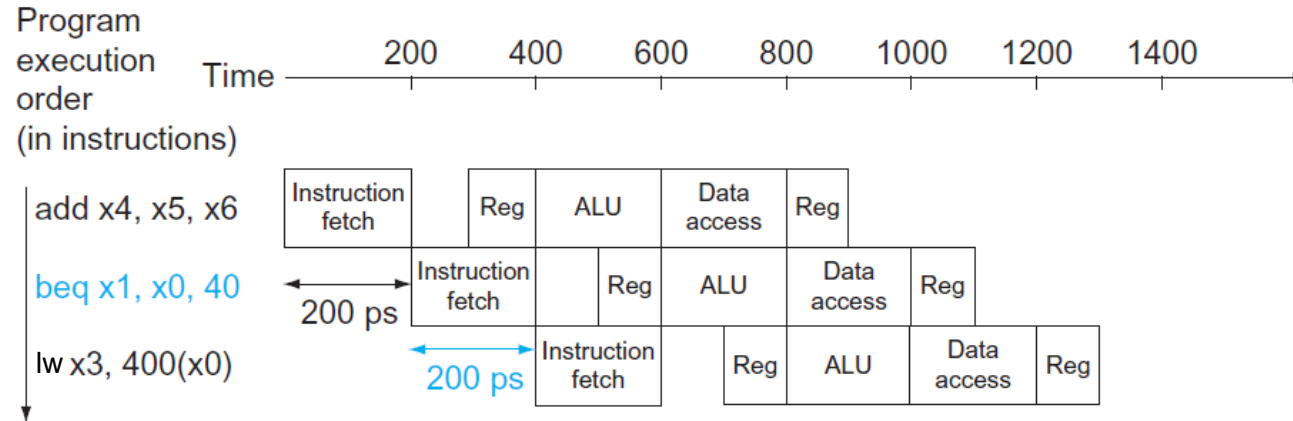 Program
execution
order
(in instructions)
Time
200 400 600 800 1000 1200 1400
add x4, x5, x6
Instruction
fetch
Reg
ALU
Data
access
Reg
beq x1, x0, 40
200 ps
Instruction
fetch
Reg
ALU
Data
access
Reg
lw x3, 400(x0)
200 ps
Instruction
fetch
Reg
ALU
Data
access
Reg